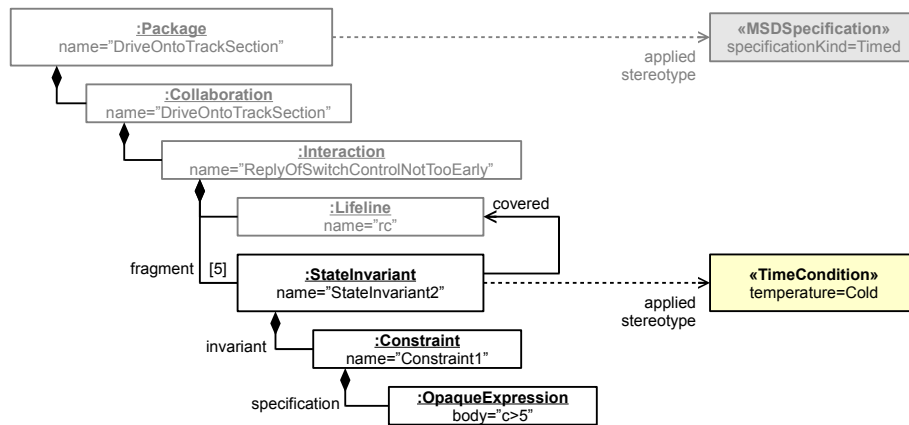 :Package
name="DriveOntoTrackSection"
«MSDSpecification»
specificationKind=Timed
applied
stereotype
:Collaboration
name="DriveOntoTrackSection”
:Interaction
name="ReplyOfSwitchControlNotTooEarly”
:Lifeline
name="rc”
covered
fragment [5]
:StateInvariant
name="StateInvariant2”
«TimeCondition»
temperature=Cold
applied
stereotype
invariant
:Constraint
name="Constraint1”
specification
:OpaqueExpression
body="c>5”